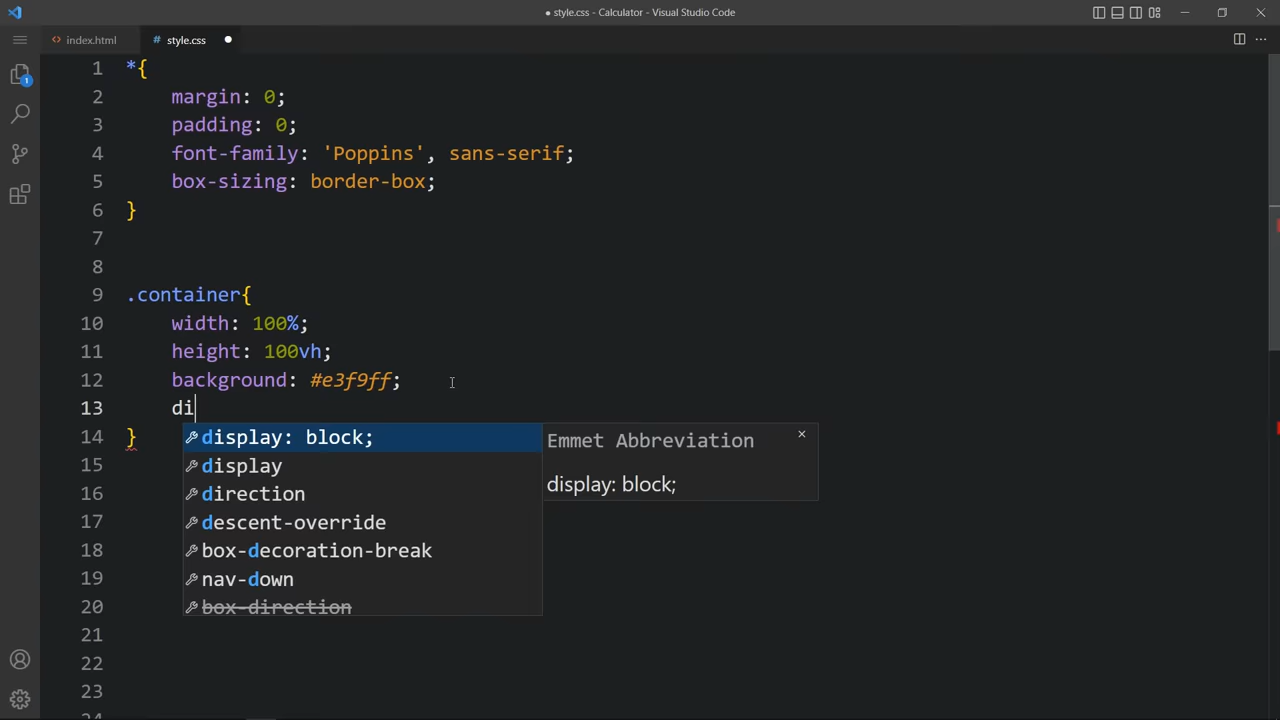 ● style.css - Calculator - Visual Studio Code
<> index.html
# style.css ●
1 *{
2 margin: 0;
3 padding: 0;
4 font-family: 'Poppins', sans-serif;
5 box-sizing: border-box;
6 }
7
8
9 .container{
10 width: 100%;
11 height: 100vh;
12 background: #e3f9ff;
13 di
14 }
display: block;
display
direction
descent-override
box-decoration-break
nav-down
box-direction
Emmet Abbreviation
display: block;
15
16
17
18
19
20
21
22
23
24
1